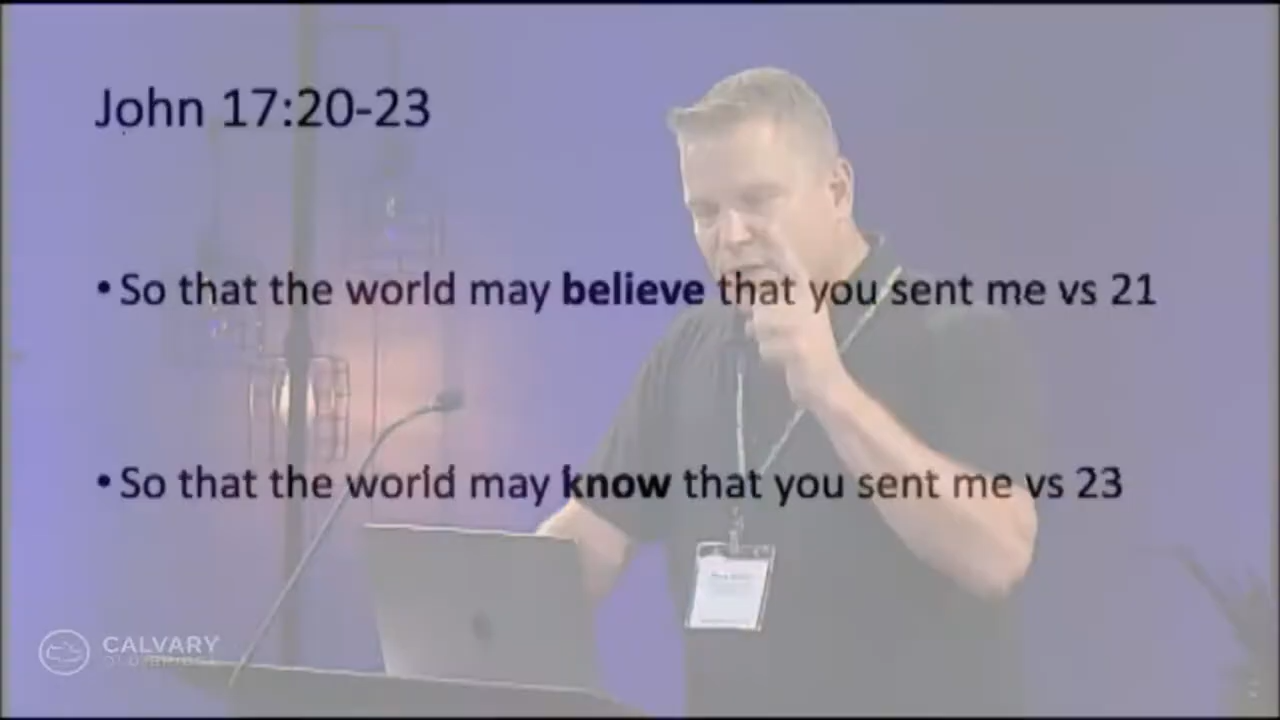 John 17:20-23
• So that the world may believe that you sent me vs 21
• So that the world may know that you sent me vs 23
CALVARY